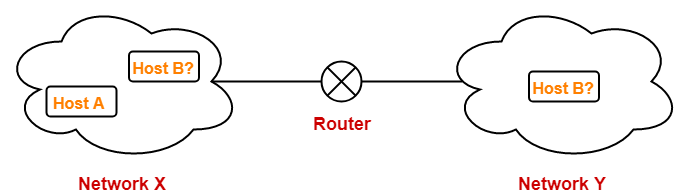 Host B?
Host A
Host B?
Router
Network X
Network Y